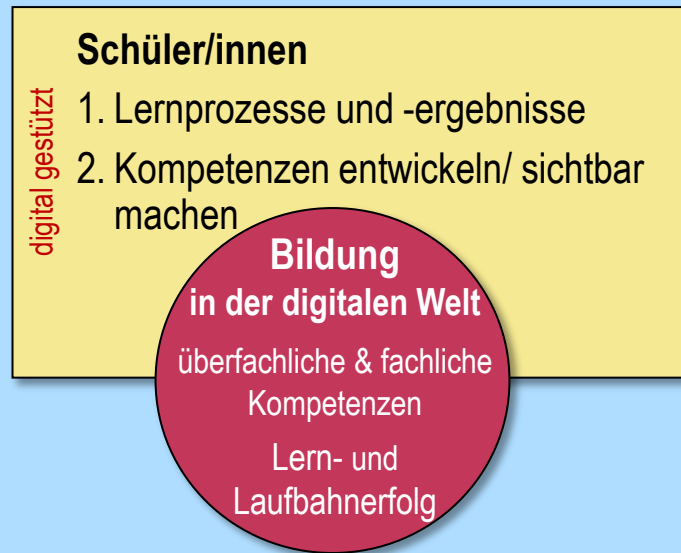 Schüler/innen
digital gestützt
1. Lernprozesse und -ergebnisse
2. Kompetenzen entwickeln/ sichtbar
machen
Bildung
in der digitalen Welt
überfachliche & fachliche
Kompetenzen
Lern- und
Laufbahnerfolg